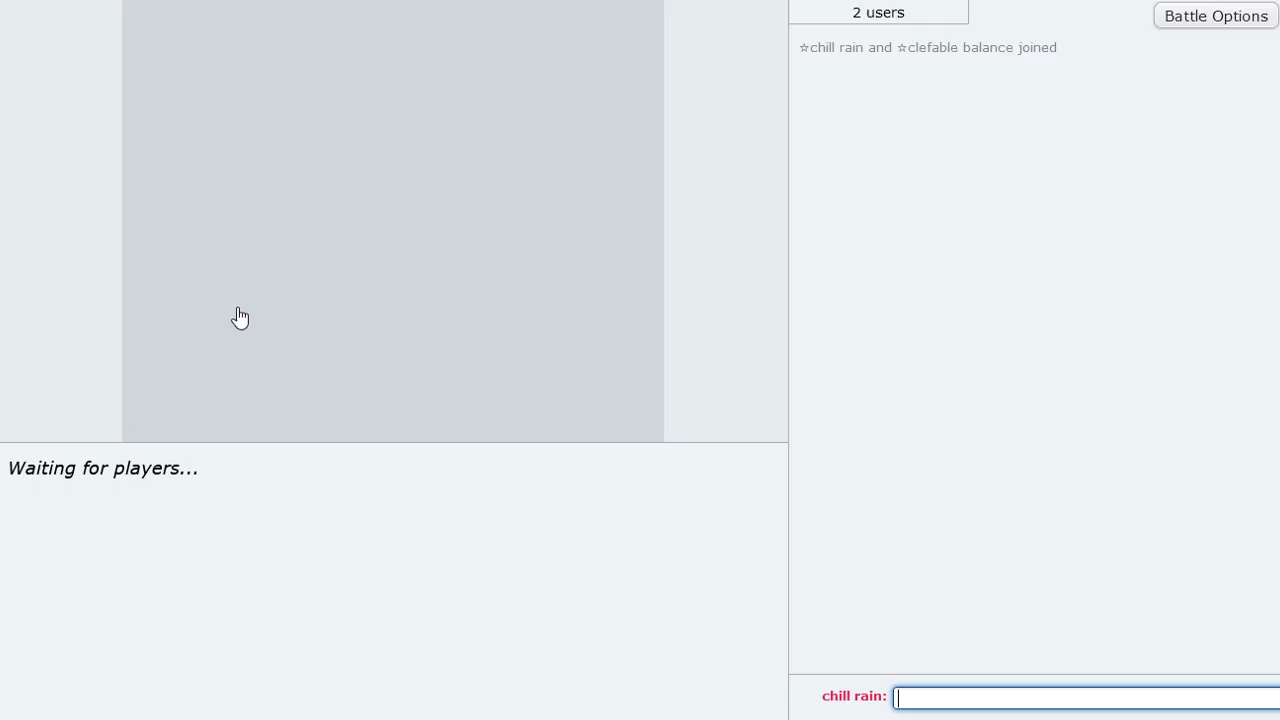 2 users
Battle Options
☆chill rain and ☆clefable balance joined
Waiting for players...
chill rain: